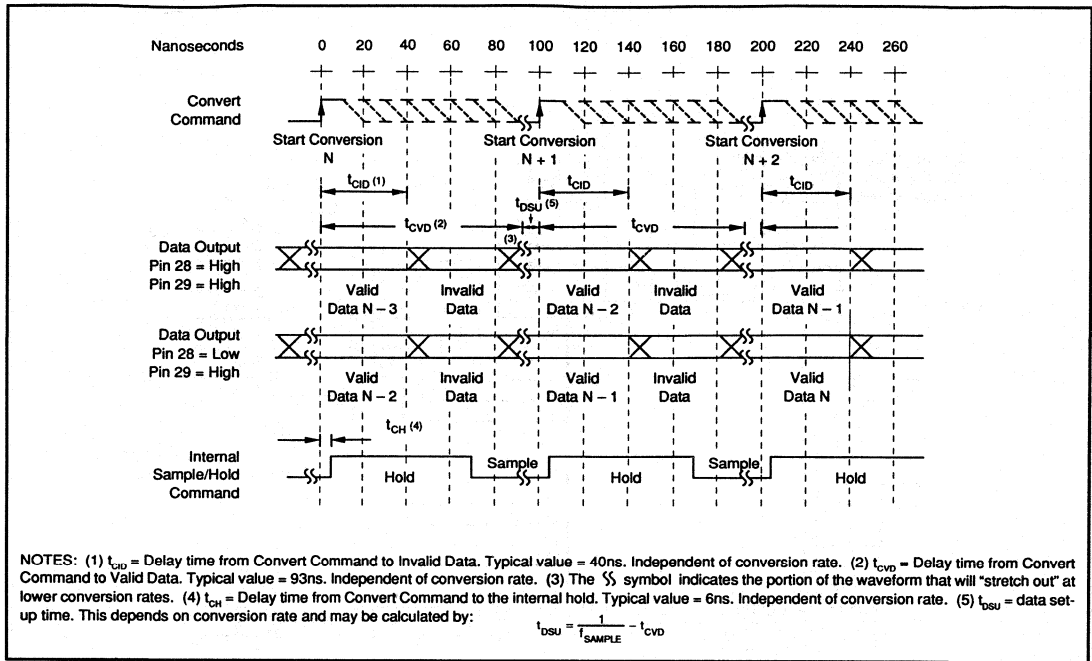 Nanoseconds 0 20 40 60 80 100 120 140 160 180 200 220 240 260
Convert
Command
Start Conversion
N
Start Conversion
N + 1
Start Conversion
N + 2
tCID (1)
tCID
tCID
tDSU (5)
tCVD (2)
tCVD
(3)
Data Output
Pin 28 = High
Pin 29 = High
Valid
Data N – 3
Invalid
Data
Valid
Data N – 2
Invalid
Data
Valid
Data N – 1
Data Output
Pin 28 = Low
Pin 29 = High
Valid
Data N – 2
Invalid
Data
Valid
Data N – 1
Invalid
Data
Valid
Data N
tCH (4)
Internal
Sample/Hold
Command
Hold
Sample
Hold
Sample
Hold
NOTES: (1) tCID = Delay time from Convert Command to Invalid Data. Typical value = 40ns. Independent of conversion rate. (2) tCVD = Delay time from Convert
Command to Valid Data. Typical value = 93ns. Independent of conversion rate. (3) The SS symbol indicates the portion of the waveform that will "stretch out" at
lower conversion rates. (4) tCH = Delay time from Convert Command to the internal hold. Typical value = 6ns. Independent of conversion rate. (5) tDSU = data set-
up time. This depends on conversion rate and may be calculated by:
tDSU = 1 / fSAMPLE – tCVD